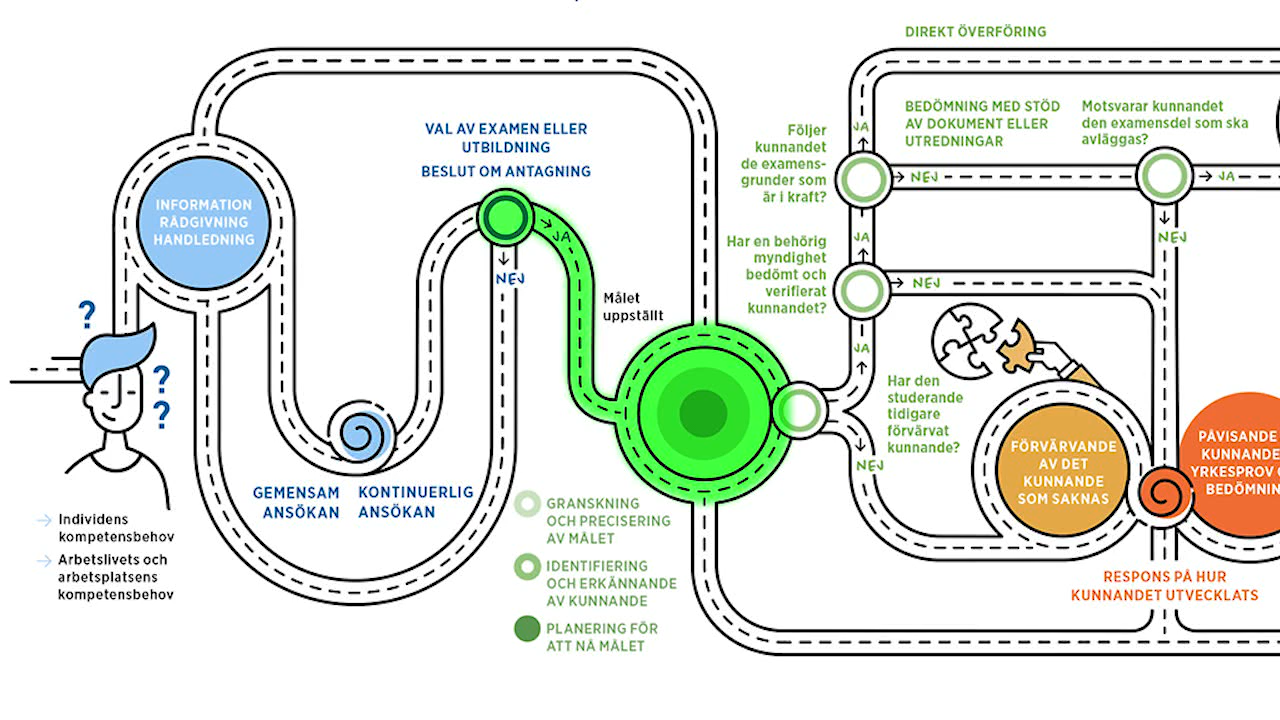 DIREKT ÖVERFÖRING
BEDÖMNING MED STÖD
AV DOKUMENT ELLER
UTREDNINGAR
Motsvarar kunnandet
den examensdel som ska
avläggas?
JA
NEJ
Följer
kunnandet
de examens-
grunder som
är i kraft?
JA
NEJ
Har en behörig
myndighet
bedömt och
verifierat
kunnandet?
JA
NEJ
JA
Har den
studerande
tidigare
förvärvat
kunnande?
NEJ
VAL AV EXAMEN ELLER
UTBILDNING
BESLUT OM ANTAGNING
JA
NEJ
INFORMATION
RÅDGIVNING
HANDLEDNING
?
?
?
Målet
uppställt
GEMENSAM
ANSÖKAN
KONTINUERLIG
ANSÖKAN
Individens
kompetensbehov
Arbetslivets och
arbetsplatsens
kompetensbehov
GRANSKNING
OCH PRECISERING
AV MÅLET
IDENTIFIERING
OCH ERKÄNNANDE
AV KUNNANDE
PLANERING FÖR
ATT NÅ MÅLET
FÖRVÄRVANDE
AV DET
KUNNANDE
SOM SAKNAS
PÅVISANDE
KUNNANDE
YRKESPROV
BEDÖMNIN
RESPONS PÅ HUR
KUNNANDET UTVECKLATS